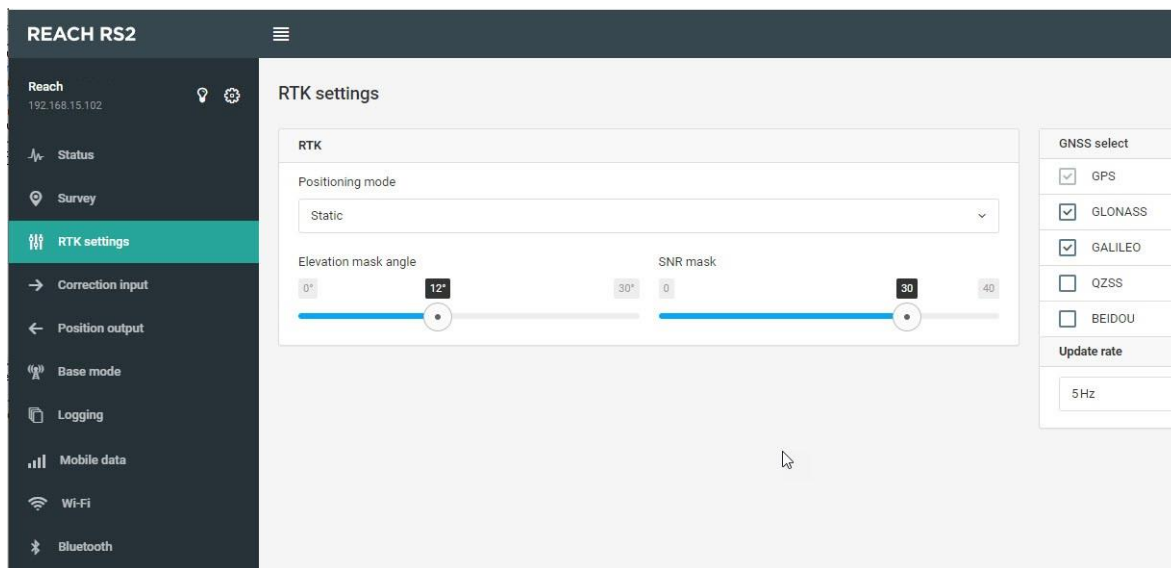 REACH RS2
Reach
192.168.15.102
Status
Survey
RTK settings
Correction input
Position output
Base mode
Logging
Mobile data
Wi-Fi
Bluetooth
RTK settings
RTK
Positioning mode
Static
Elevation mask angle
0° 12° 30°
SNR mask
0 30 40
GNSS select
GPS
GLONASS
GALILEO
QZSS
BEIDOU
Update rate
5 Hz